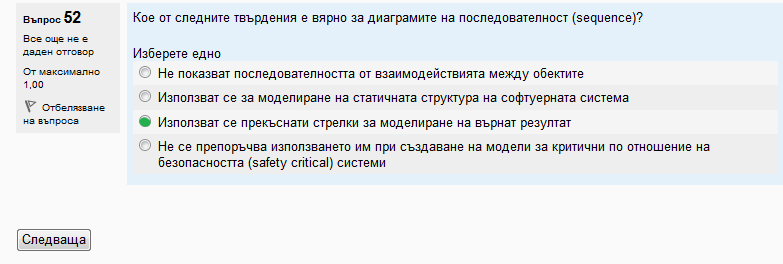 Въпрос 52
Все още не е
даден отговор
От максимално
1,00
Отбелязване
на въпроса
Кое от следните твърдения е вярно за диаграмите на последователност (sequence)?
Изберете едно
Не показват последователността от взаимодействията между обектите
Използват се за моделиране на статичната структура на софтуерната система
Използват се прекъснати стрелки за моделиране на върнат резултат
Не се препоръчва използването им при създаване на модели за критични по отношение на
безопасността (safety critical) системи
Следваща